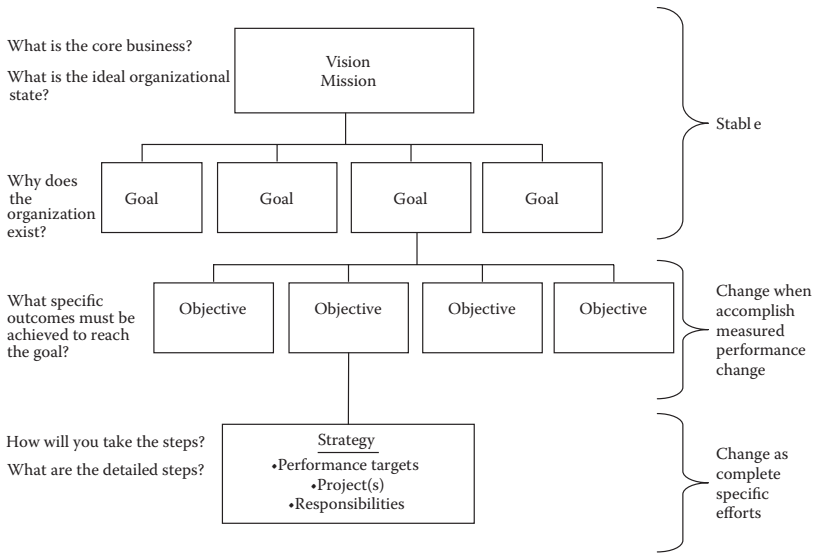 What is the core business?
What is the ideal organizational
state?
Vision
Mission
Stable
Why does
the
organization
exist?
Goal
Goal
Goal
Goal
What specific
outcomes must be
achieved to reach
the goal?
Objective
Objective
Objective
Objective
Change when
accomplish
measured
performance
change
How will you take the steps?
What are the detailed steps?
Strategy
•Performance targets
•Project(s)
•Responsibilities
Change as
complete
specific
efforts